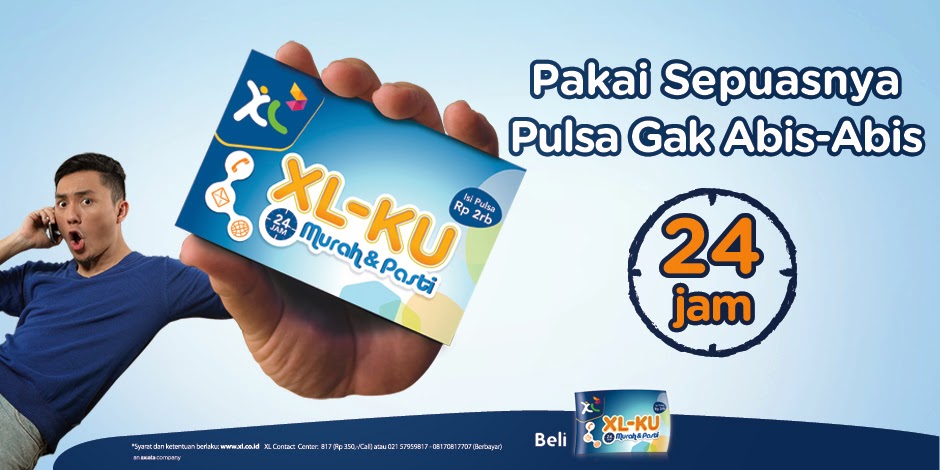 Pakai Sepuasnya
Pulsa Gak Abis-Abis
24
jam
XL
XL-KU
24
JAM
Murah & Pasti
Isi Pulsa
Rp 2rb
Beli
XL
XL-KU
24
Murah & Pasti
*Syarat dan ketentuan berlaku: www.xl.co.id XL Contact Center: 817 (Rp 350,-/Call) atau 021 57959817 - 08170817707 (Berbayar)
an axiata company